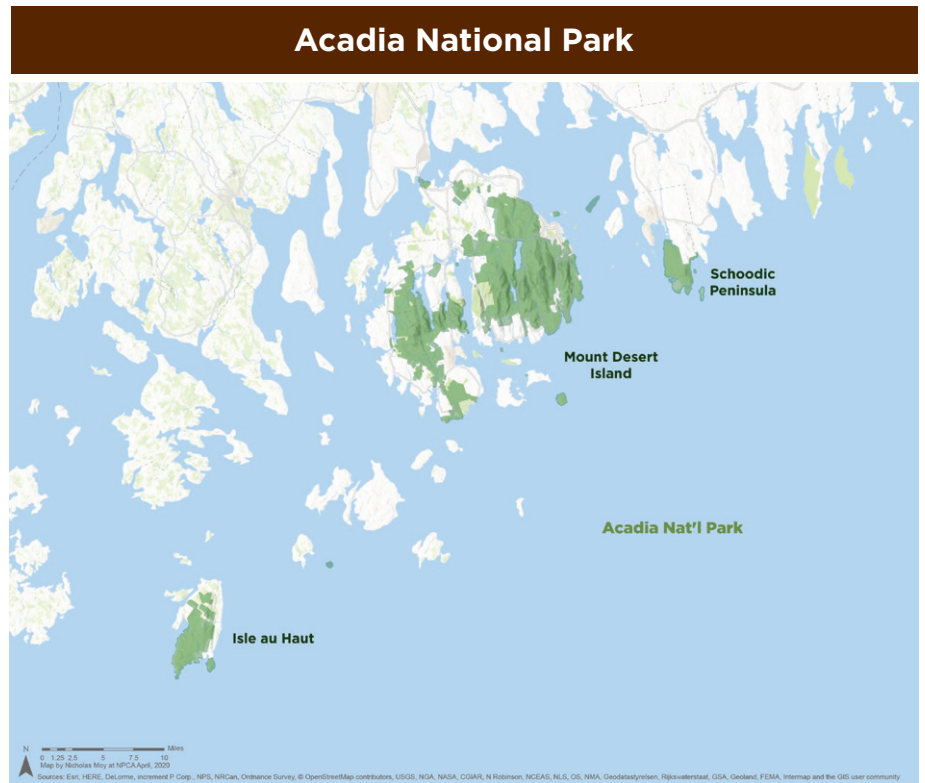 Acadia National Park
Schoodic
Peninsula
Mount Desert
Island
Acadia Nat'l Park
Isle au Haut
N
Miles
0 1.25 2.5 5 7.5 10
Map by Nicholas Moy at NPCA April, 2020
Sources: Esri, HERE, DeLorme, increment P Corp., NPS, NRCan, Ordnance Survey, © OpenStreetMap contributors, USGS, NGA, NASA, CGIAR, N Robinson, NCEAS, NLS, OS, NMA, Geodatastyrelsen, Rijkswaterstaat, GSA, Geoland, FEMA, Intermap and the GIS user community